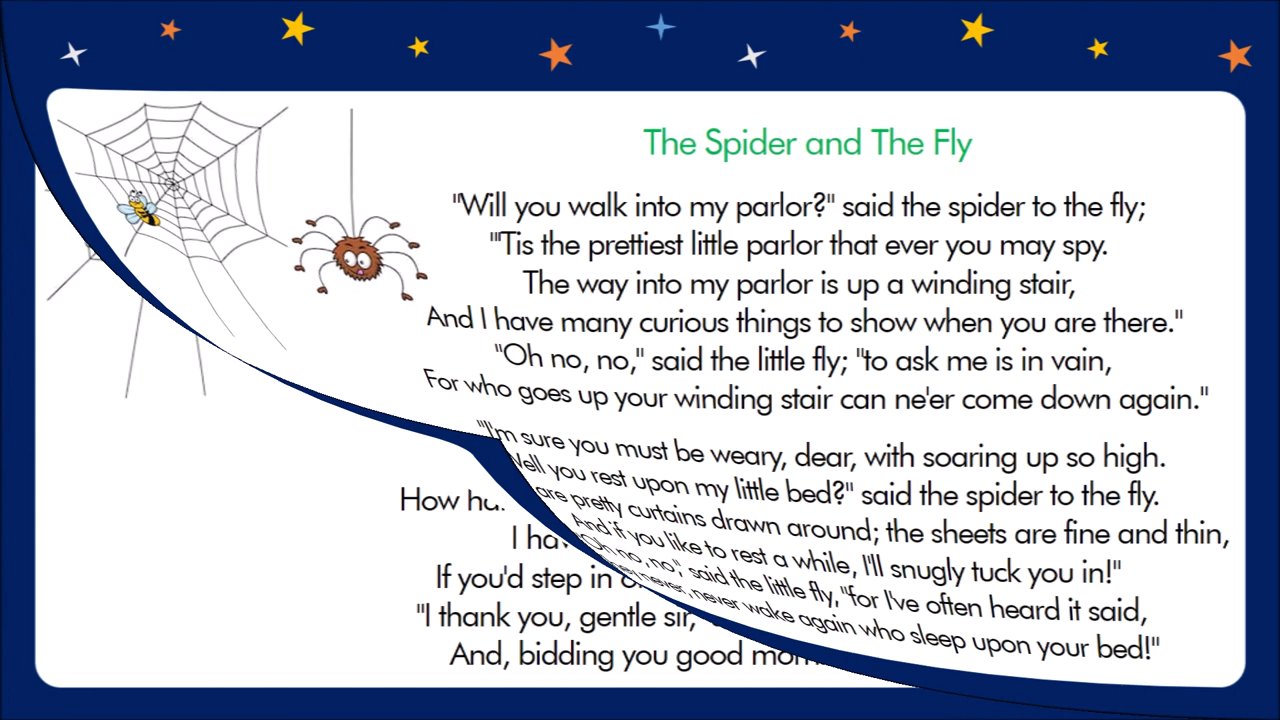 The Spider and The Fly
"Will you walk into my parlor?" said the spider to the fly;
"Tis the prettiest little parlor that ever you may spy.
The way into my parlor is up a winding stair,
And I have many curious things to show when you are there."
"Oh no, no," said the little fly; "to ask me is in vain,
For who goes up your winding stair can ne'er come down again."
"I'm sure you must be weary, dear, with soaring up so high.
you rest upon my little bed?" said the spider to the fly.
are pretty curtains drawn around; the sheets are fine and thin,
And if you like to rest a while, I'll snugly tuck you in!"
"Oh no, no," said the little fly, "for I've often heard it said,
never, never wake again who sleep upon your bed!"
How
I
If you'd step in
"I thank you, gentle sir,
And, bidding you good